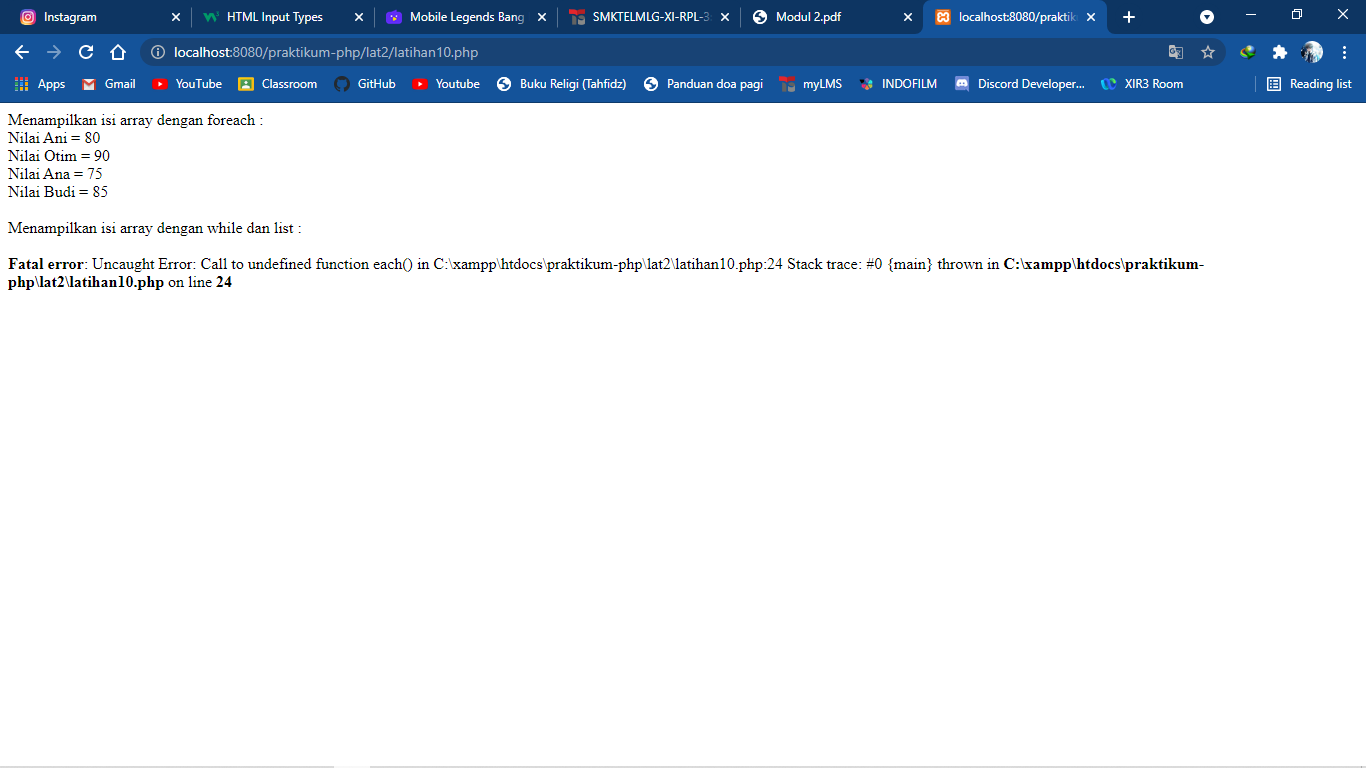 Instagram
HTML Input Types
Mobile Legends Bang
SMKTELMLG-XI-RPL-3
Modul 2.pdf
localhost:8080/praktik
localhost:8080/praktikum-php/lat2/latihan10.php
Apps
Gmail
YouTube
Classroom
GitHub
Youtube
Buku Religi (Tahfidz)
Panduan doa pagi
myLMS
INDOFILM
Discord Developer...
XIR3 Room
Reading list
Menampilkan isi array dengan foreach :
Nilai Ani = 80
Nilai Otim = 90
Nilai Ana = 75
Nilai Budi = 85
Menampilkan isi array dengan while dan list :
Fatal error: Uncaught Error: Call to undefined function each() in C:\xampp\htdocs\praktikum-php\lat2\latihan10.php:24 Stack trace: #0 {main} thrown in C:\xampp\htdocs\praktikum-
php\lat2\latihan10.php on line 24